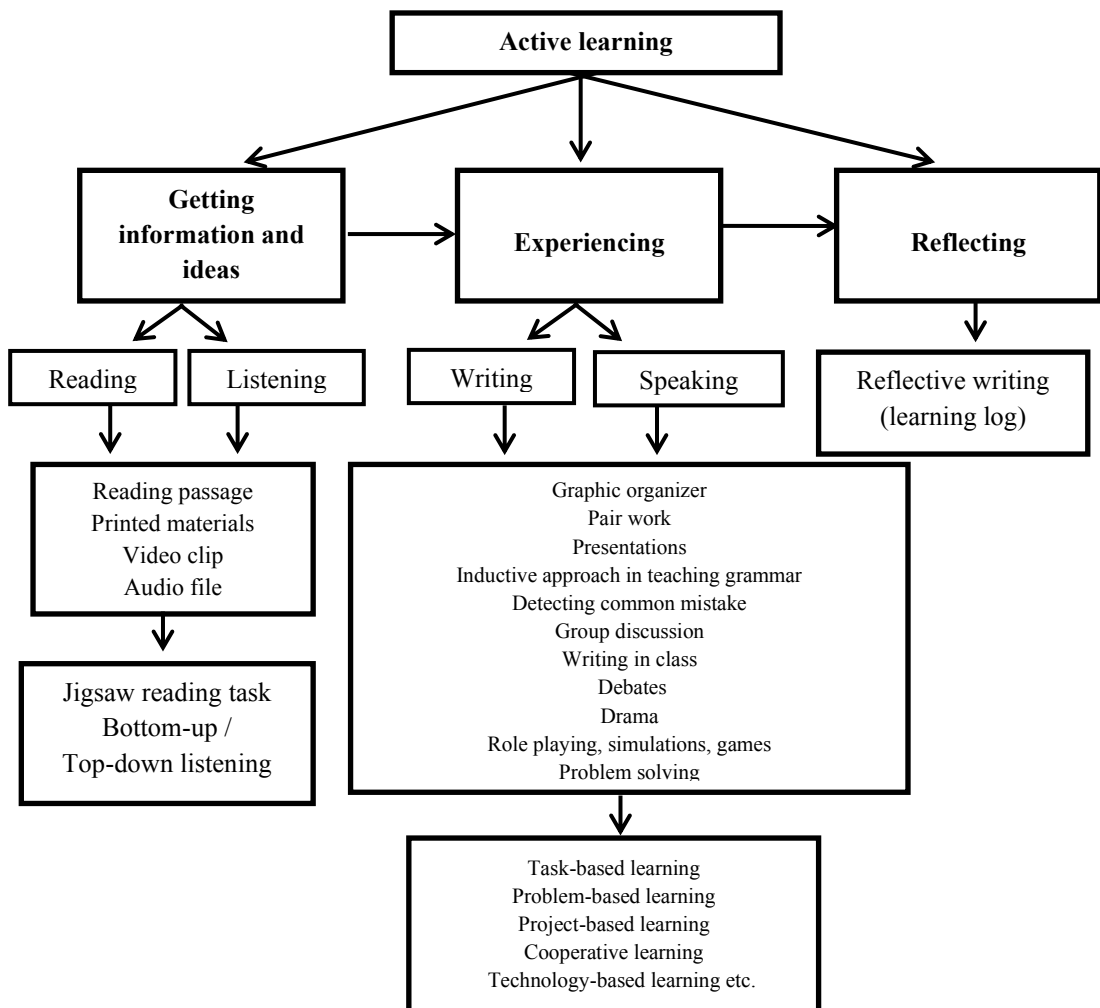 Active learning
Getting
information and
ideas
Experiencing
Reflecting
Reading
Listening
Writing
Speaking
Reflective writing
(learning log)
Reading passage
Printed materials
Video clip
Audio file
Graphic organizer
Pair work
Presentations
Inductive approach in teaching grammar
Detecting common mistake
Group discussion
Writing in class
Debates
Drama
Role playing, simulations, games
Problem solving
Jigsaw reading task
Bottom-up /
Top-down listening
Task-based learning
Problem-based learning
Project-based learning
Cooperative learning
Technology-based learning etc.